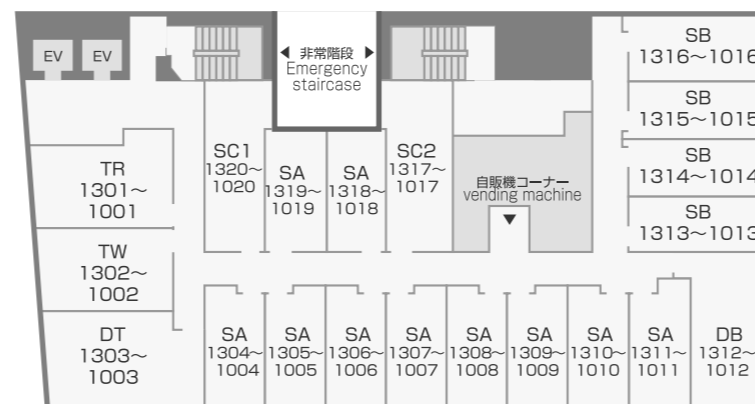 EV
EV
◀ 非常階段 ▶
Emergency
staircase
SB
1316～1016
SB
1315～1015
SB
1314～1014
SB
1313～1013
SC1
1320～
1020
SA
1319～
1019
SA
1318～
1018
SC2
1317～
1017
自販機コーナー
vending machine
▼
TR
1301～
1001
TW
1302～
1002
DT
1303～
1003
SA
1304～
1004
SA
1305～
1005
SA
1306～
1006
SA
1307～
1007
SA
1308～
1008
SA
1309～
1009
SA
1310～
1010
SA
1311～
1011
DB
1312～
1012